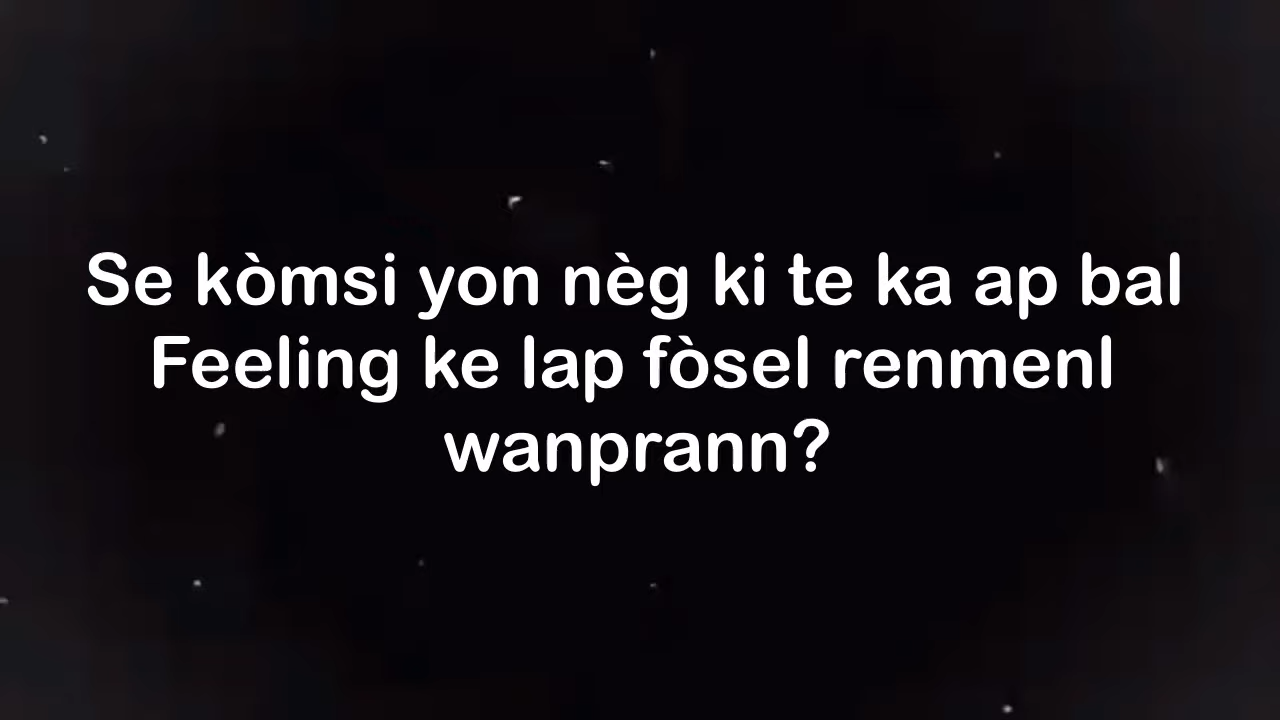 Se kòmsi yon nèg ki te ka ap bal
Feeling ke lap fòsel renmenl
wanprann?